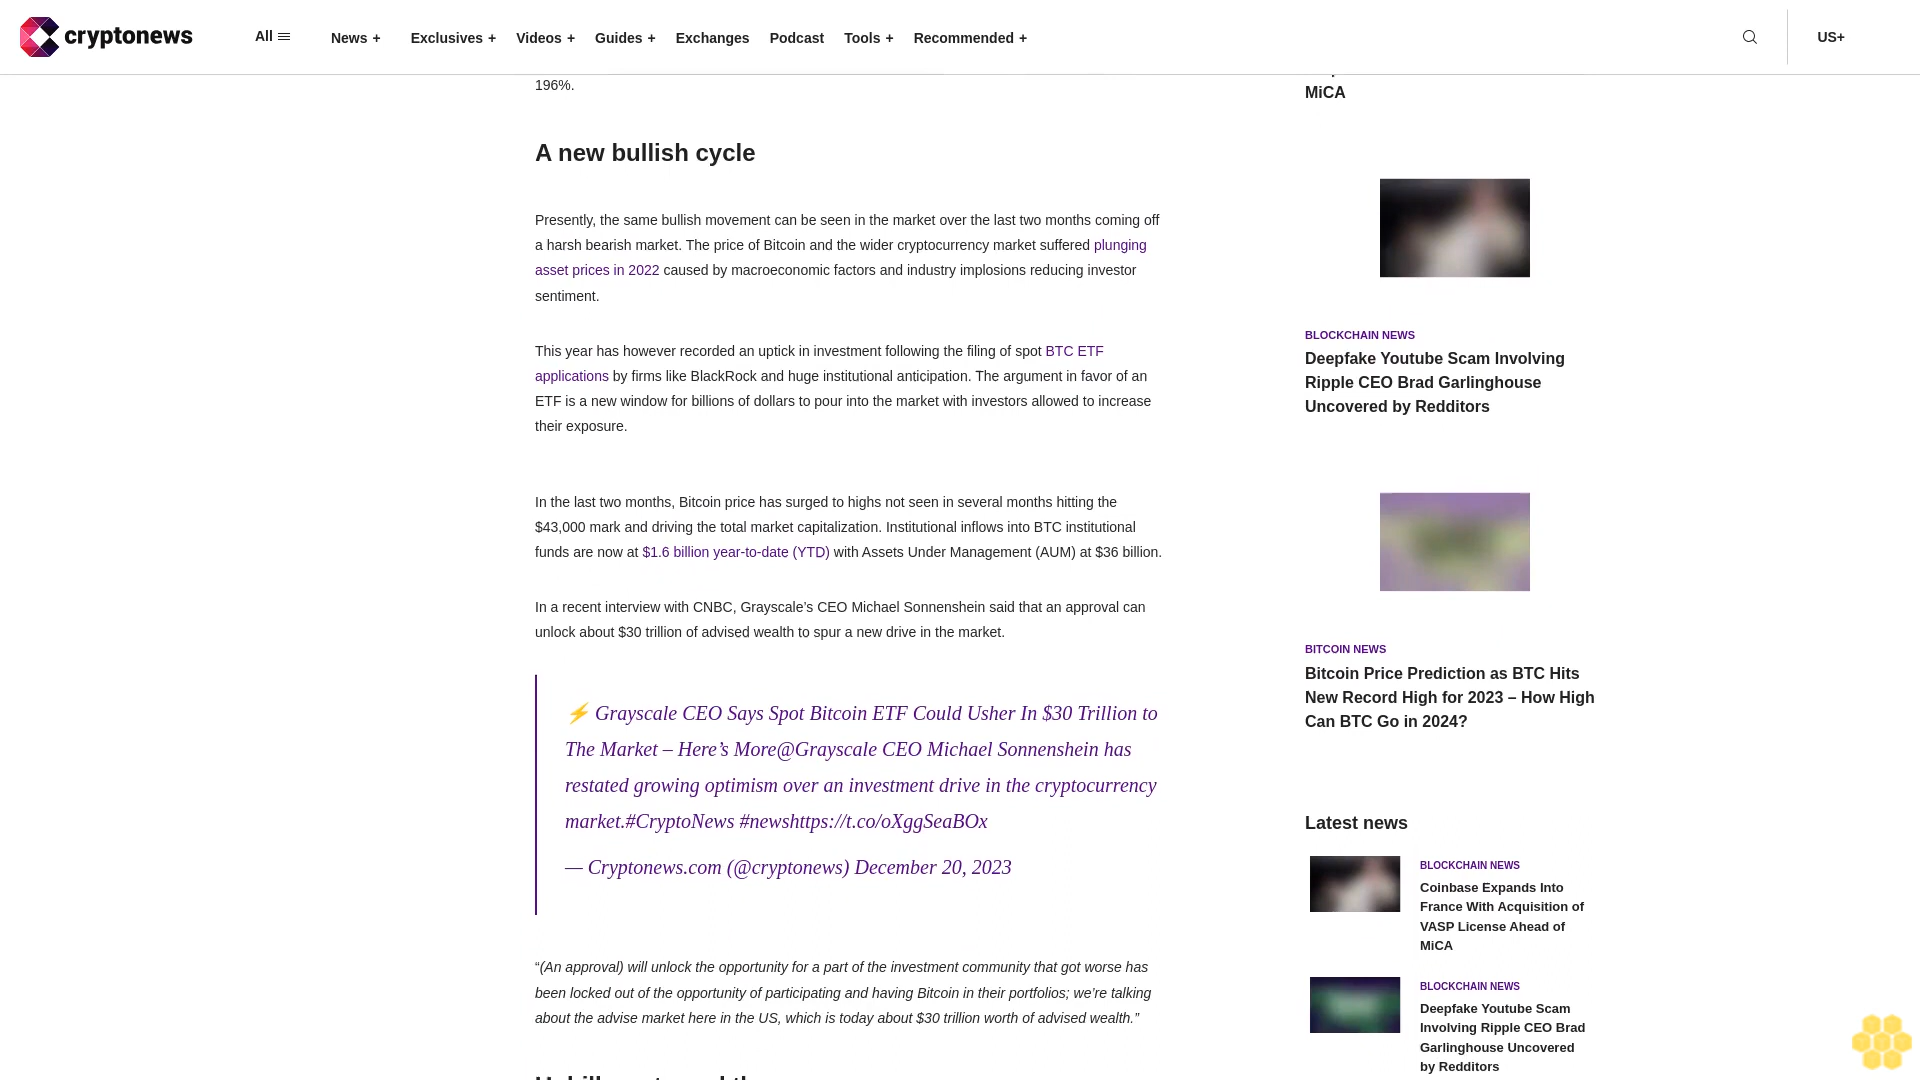 cryptonews
All
News +
Exclusives +
Videos +
Guides +
Exchanges
Podcast
Tools +
Recommended +
US+
196%.
A new bullish cycle
Presently, the same bullish movement can be seen in the market over the last two months coming off
a harsh bearish market. The price of Bitcoin and the wider cryptocurrency market suffered plunging
asset prices in 2022 caused by macroeconomic factors and industry implosions reducing investor
sentiment.
This year has however recorded an uptick in investment following the filing of spot BTC ETF
applications by firms like BlackRock and huge institutional anticipation. The argument in favor of an
ETF is a new window for billions of dollars to pour into the market with investors allowed to increase
their exposure.
In the last two months, Bitcoin price has surged to highs not seen in several months hitting the
$43,000 mark and driving the total market capitalization. Institutional inflows into BTC institutional
funds are now at $1.6 billion year-to-date (YTD) with Assets Under Management (AUM) at $36 billion.
In a recent interview with CNBC, Grayscale’s CEO Michael Sonnenshein said that an approval can
unlock about $30 trillion of advised wealth to spur a new drive in the market.
⚡ Grayscale CEO Says Spot Bitcoin ETF Could Usher In $30 Trillion to
The Market – Here’s More@Grayscale CEO Michael Sonnenshein has
restated growing optimism over an investment drive in the cryptocurrency
market.#CryptoNews #newshttps://t.co/oXggSeaBOx
— Cryptonews.com (@cryptonews) December 20, 2023
“(An approval) will unlock the opportunity for a part of the investment community that got worse has
been locked out of the opportunity of participating and having Bitcoin in their portfolios; we’re talking
about the advise market here in the US, which is today about $30 trillion worth of advised wealth.”
MiCA
BLOCKCHAIN NEWS
Deepfake Youtube Scam Involving
Ripple CEO Brad Garlinghouse
Uncovered by Redditors
BITCOIN NEWS
Bitcoin Price Prediction as BTC Hits
New Record High for 2023 – How High
Can BTC Go in 2024?
Latest news
BLOCKCHAIN NEWS
Coinbase Expands Into
France With Acquisition of
VASP License Ahead of
MiCA
BLOCKCHAIN NEWS
Deepfake Youtube Scam
Involving Ripple CEO Brad
Garlinghouse Uncovered
by Redditors